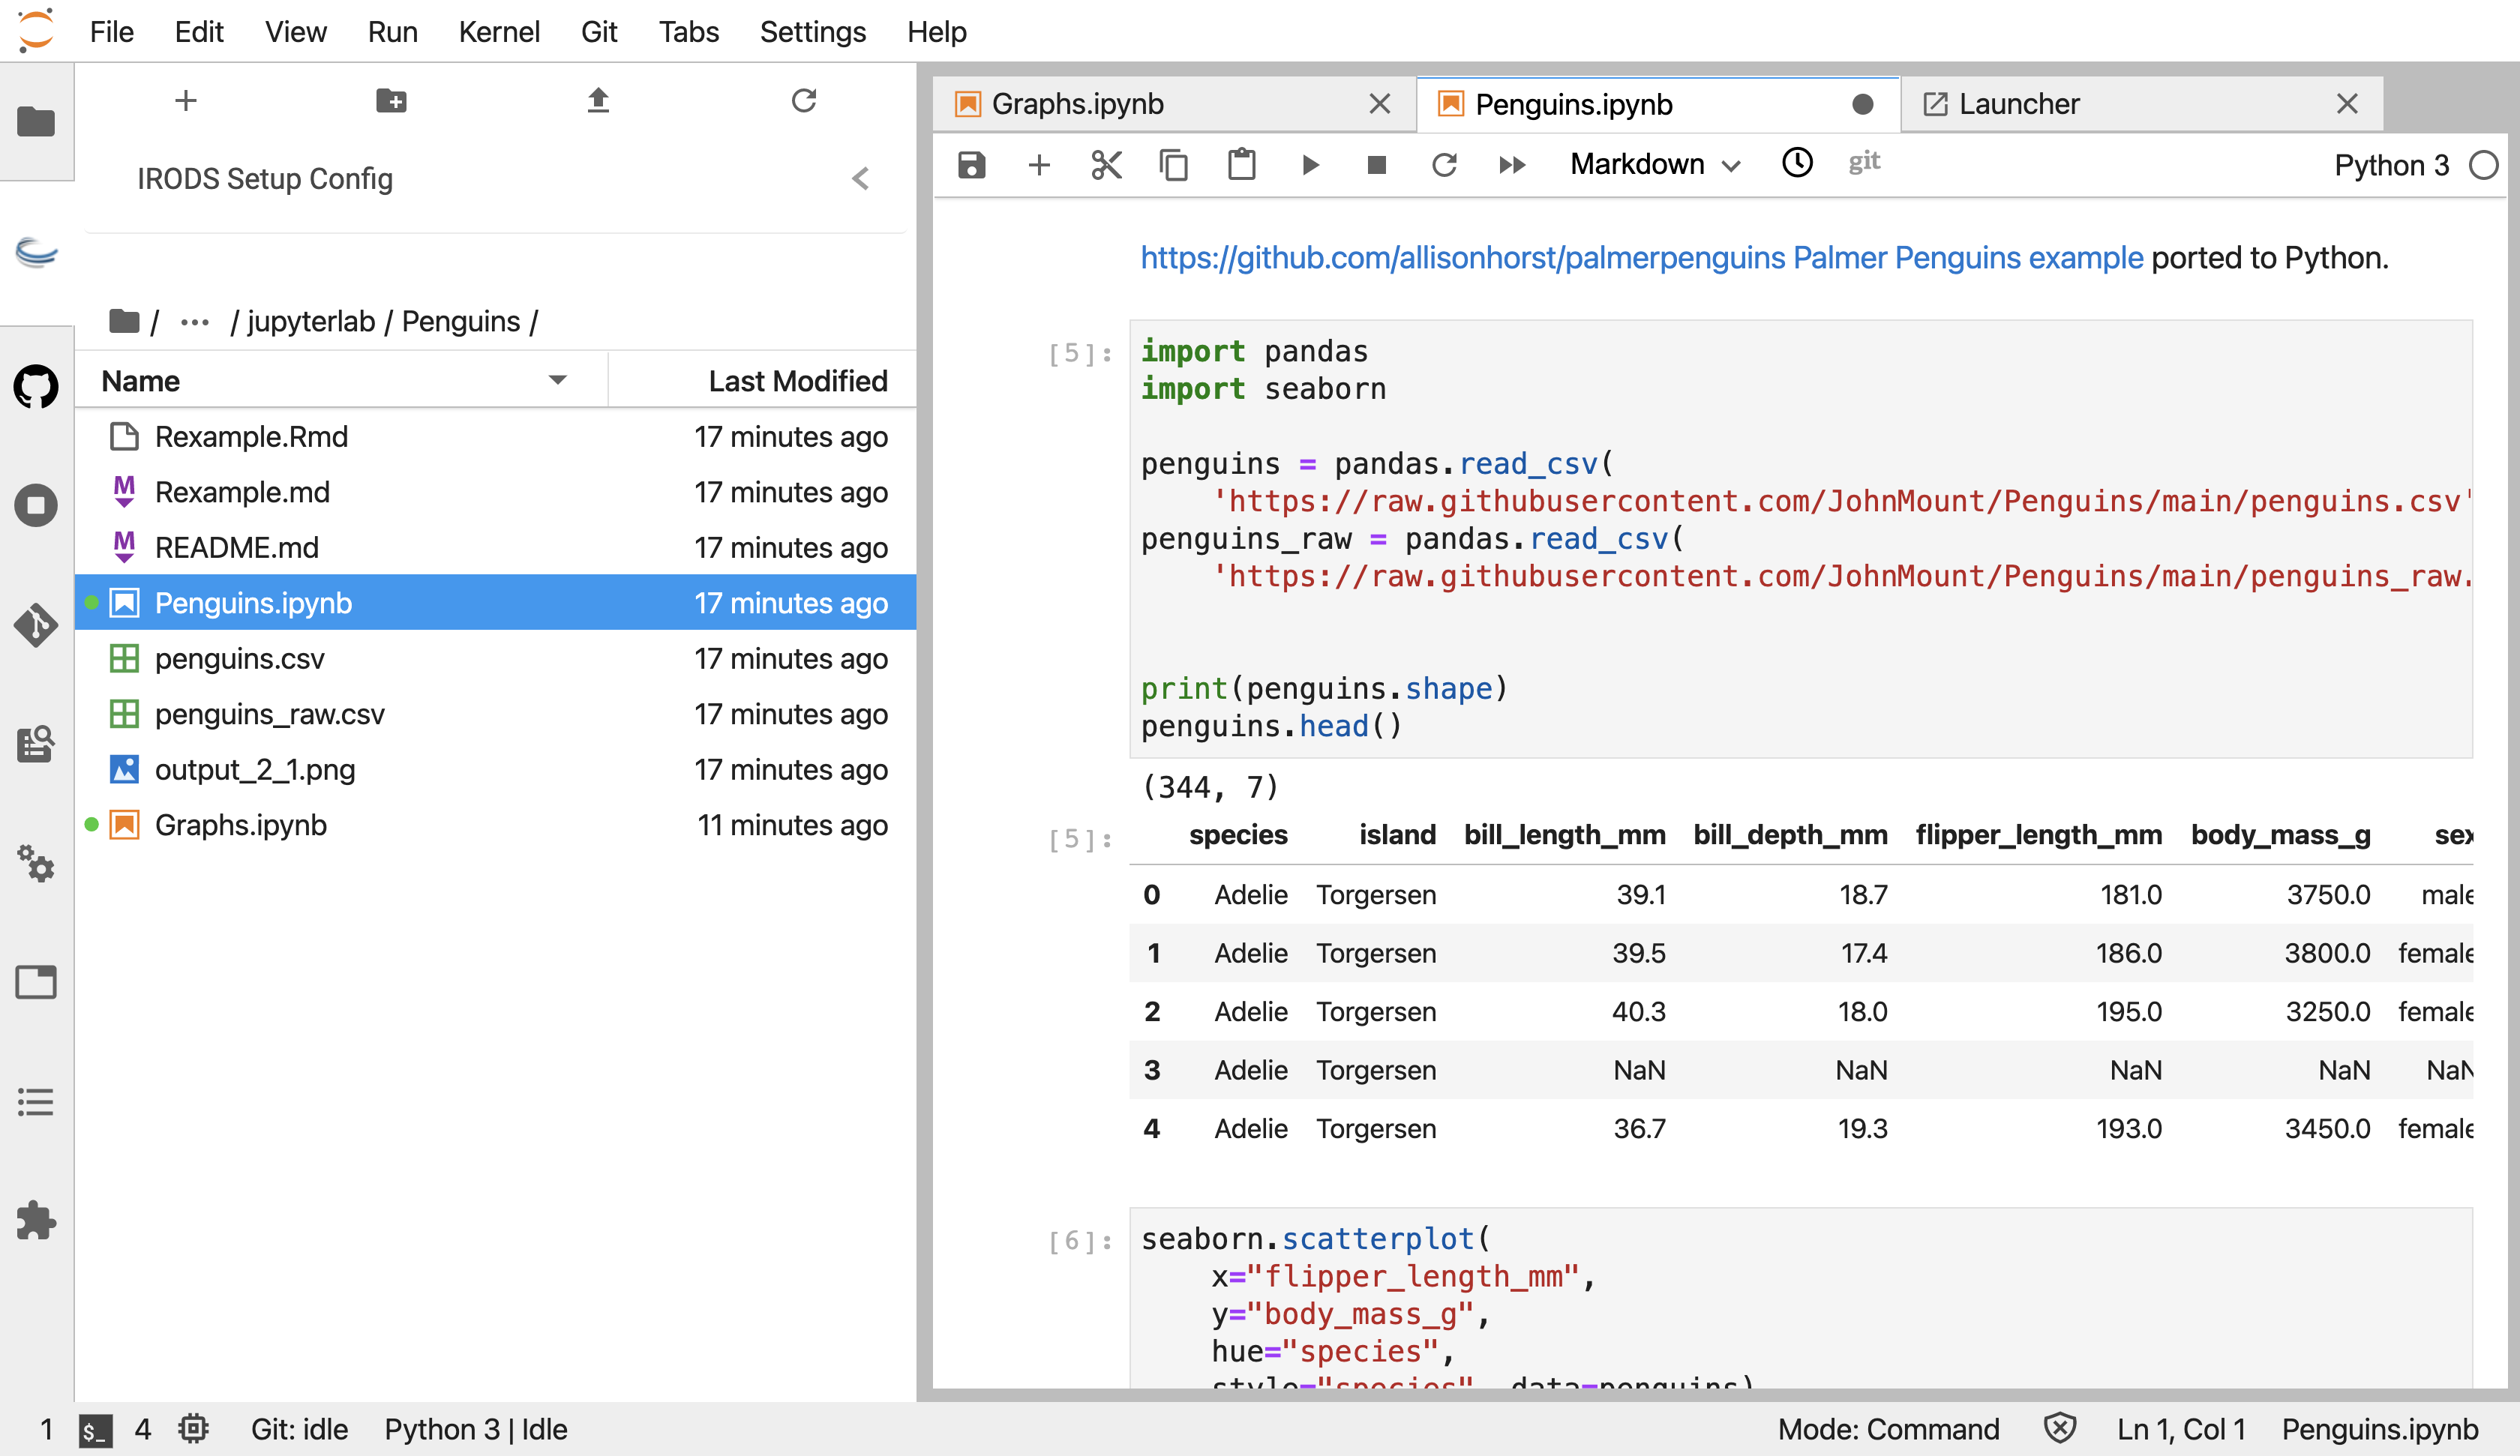 File Edit View Run Kernel Git Tabs Settings Help
IRODS Setup Config
/ ... / jupyterlab / Penguins /
Name Last Modified
Rexample.Rmd 17 minutes ago
Rexample.md 17 minutes ago
README.md 17 minutes ago
Penguins.ipynb 17 minutes ago
penguins.csv 17 minutes ago
penguins_raw.csv 17 minutes ago
output_2_1.png 17 minutes ago
Graphs.ipynb 11 minutes ago
Graphs.ipynb Penguins.ipynb Launcher
Markdown git Python 3
https://github.com/allisonhorst/palmerpenguins Palmer Penguins example ported to Python.
[5]: import pandas
import seaborn
penguins = pandas.read_csv(
'https://raw.githubusercontent.com/JohnMount/Penguins/main/penguins.csv'
penguins_raw = pandas.read_csv(
'https://raw.githubusercontent.com/JohnMount/Penguins/main/penguins_raw.
print(penguins.shape)
penguins.head()
(344, 7)
[5]: species island bill_length_mm bill_depth_mm flipper_length_mm body_mass_g sex
0 Adelie Torgersen 39.1 18.7 181.0 3750.0 male
1 Adelie Torgersen 39.5 17.4 186.0 3800.0 female
2 Adelie Torgersen 40.3 18.0 195.0 3250.0 female
3 Adelie Torgersen NaN NaN NaN NaN NaN
4 Adelie Torgersen 36.7 19.3 193.0 3450.0 female
[6]: seaborn.scatterplot(
x="flipper_length_mm",
y="body_mass_g",
hue="species",
style="species", data=penguins)
1 $_ 4 Git: idle Python 3 | Idle Mode: Command Ln 1, Col 1 Penguins.ipynb